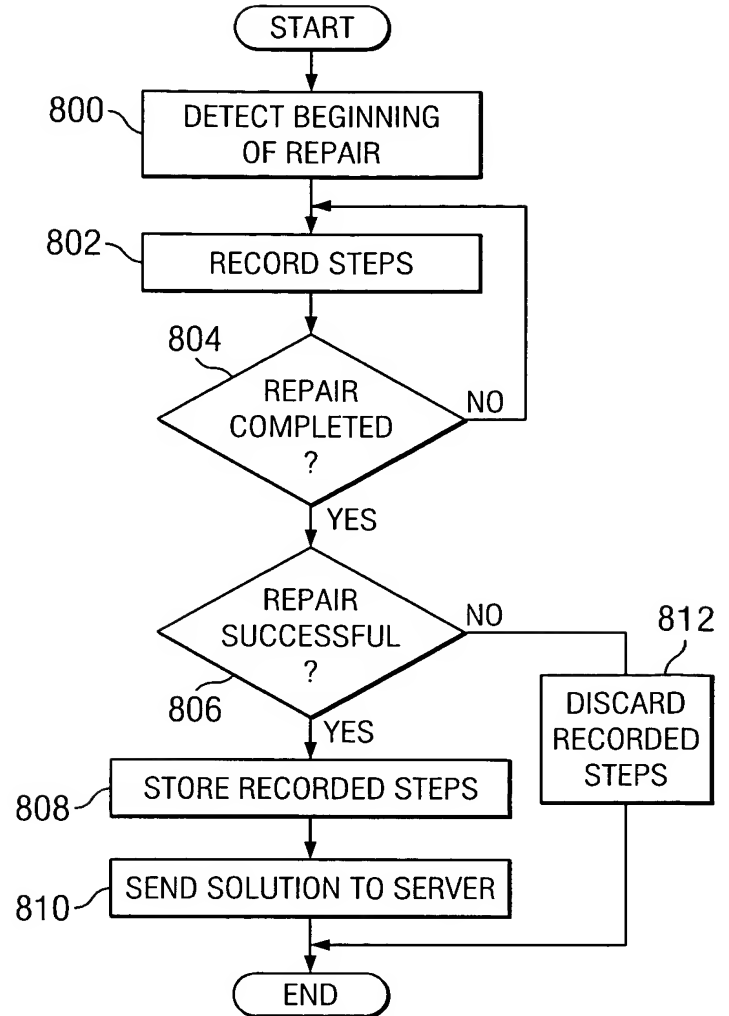 START
800
DETECT BEGINNING
OF REPAIR
802
RECORD STEPS
804
REPAIR
COMPLETED
?
NO
YES
REPAIR
SUCCESSFUL
?
NO
806
YES
812
DISCARD
RECORDED
STEPS
808
STORE RECORDED STEPS
810
SEND SOLUTION TO SERVER
END